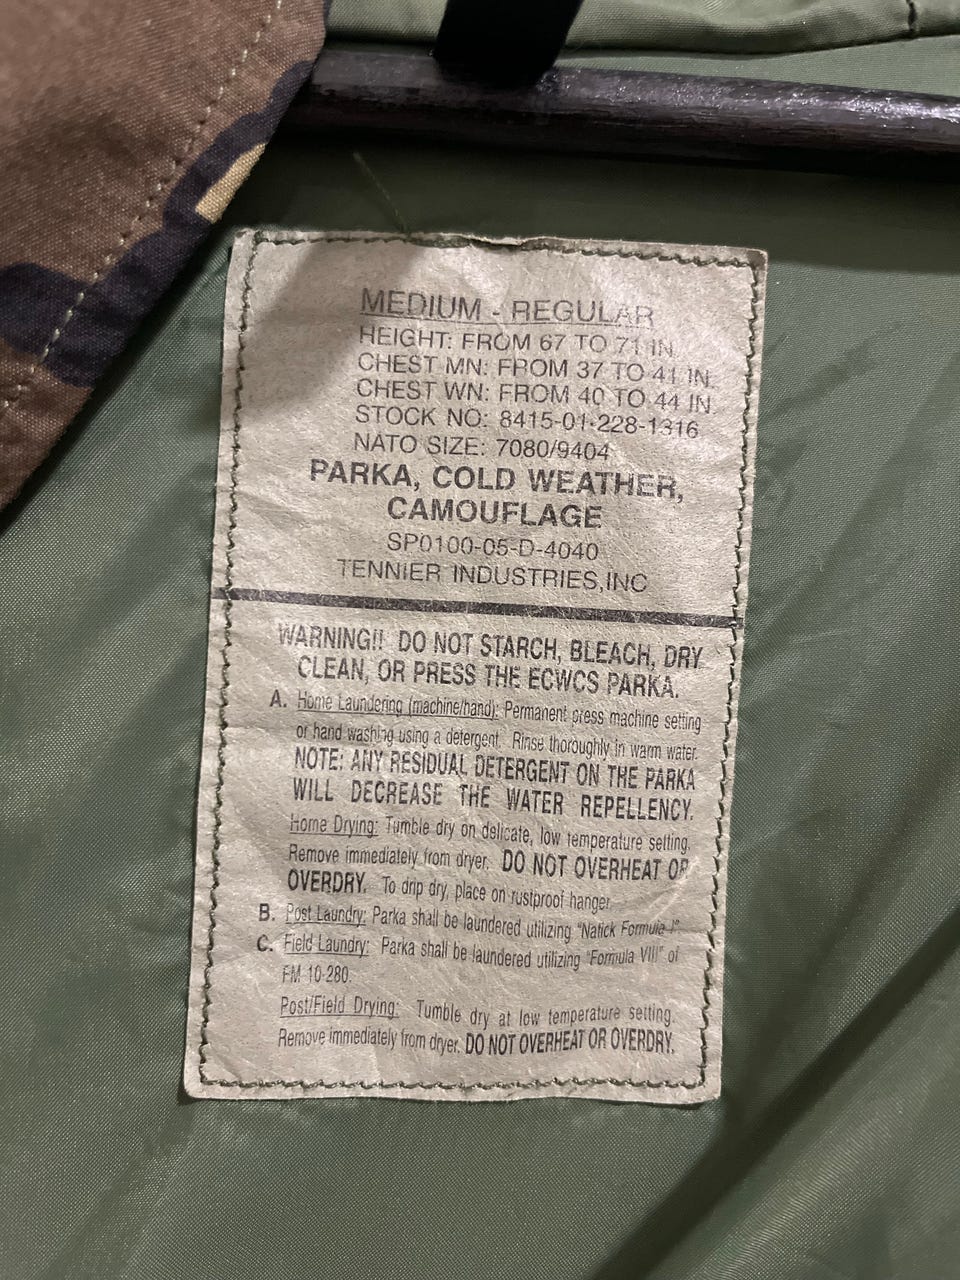 MEDIUM - REGULAR
HEIGHT: FROM 67 TO 71 IN.
CHEST MN: FROM 37 TO 41 IN.
CHEST WN: FROM 40 TO 44 IN.
STOCK NO: 8415-01-228-1316
NATO SIZE: 7080/9404
PARKA, COLD WEATHER,
CAMOUFLAGE
SP0100-05-D-4040
TENNIER INDUSTRIES,INC
WARNING!! DO NOT STARCH, BLEACH, DRY
CLEAN, OR PRESS THE ECWCS PARKA.
A. Home Laundering (machine/hand): Permanent press machine setting
or hand washing using a detergent. Rinse thoroughly in warm water.
NOTE: ANY RESIDUAL DETERGENT ON THE PARKA
WILL DECREASE THE WATER REPELLENCY.
Home Drying: Tumble dry on delicate, low temperature setting.
Remove immediately from dryer. DO NOT OVERHEAT OR
OVERDRY. To drip dry, place on rustproof hanger.
B. Post Laundry: Parka shall be laundered utilizing "Natick Formula I".
C. Field Laundry: Parka shall be laundered utilizing "Formula VIII" of
FM 10-280.
Post/Field Drying: Tumble dry at low temperature setting.
Remove immediately from dryer. DO NOT OVERHEAT OR OVERDRY.